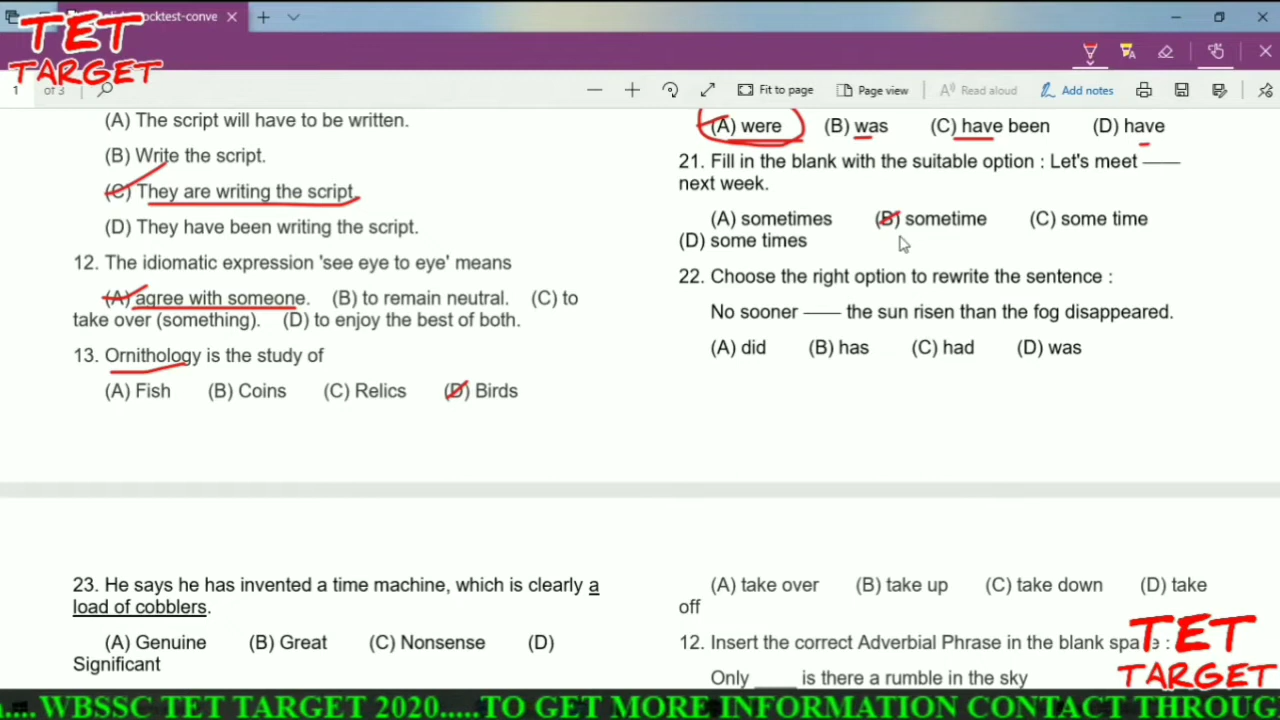 ocktest-conve
TET
TARGET
1
of 3
Fit to page
Page view
Read aloud
Add notes
(A) The script will have to be written.
(B) Write the script.
(C) They are writing the script.
(D) They have been writing the script.
12. The idiomatic expression 'see eye to eye' means
(A) agree with someone. (B) to remain neutral. (C) to
take over (something). (D) to enjoy the best of both.
13. Ornithology is the study of
(A) Fish (B) Coins (C) Relics (D) Birds
(A) were (B) was (C) have been (D) have
21. Fill in the blank with the suitable option : Let's meet ——
next week.
(A) sometimes (B) sometime (C) some time
(D) some times
22. Choose the right option to rewrite the sentence :
No sooner —— the sun risen than the fog disappeared.
(A) did (B) has (C) had (D) was
23. He says he has invented a time machine, which is clearly a
load of cobblers.
(A) Genuine (B) Great (C) Nonsense (D)
Significant
(A) take over (B) take up (C) take down (D) take
off
12. Insert the correct Adverbial Phrase in the blank space :
Only ____ is there a rumble in the sky
TET
TARGET
.... WBSSC TET TARGET 2020.....TO GET MORE INFORMATION CONTACT THROUG